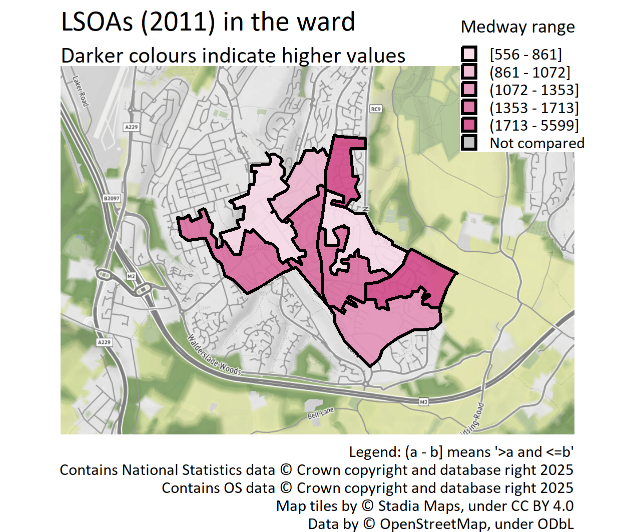 LSOAs (2011) in the ward
Darker colours indicate higher values
Medway range
[556 - 861]
(861 - 1072]
(1072 - 1353]
(1353 - 1713]
(1713 - 5599]
Not compared
A229
RC9
B2097
M2
A229
Walderslade Woods
M2
Bell Lane
Legend: (a - b] means '>a and <=b'
Contains National Statistics data © Crown copyright and database right 2025
Contains OS data © Crown copyright and database right 2025
Map tiles by © Stadia Maps, under CC BY 4.0
Data by © OpenStreetMap, under ODbL